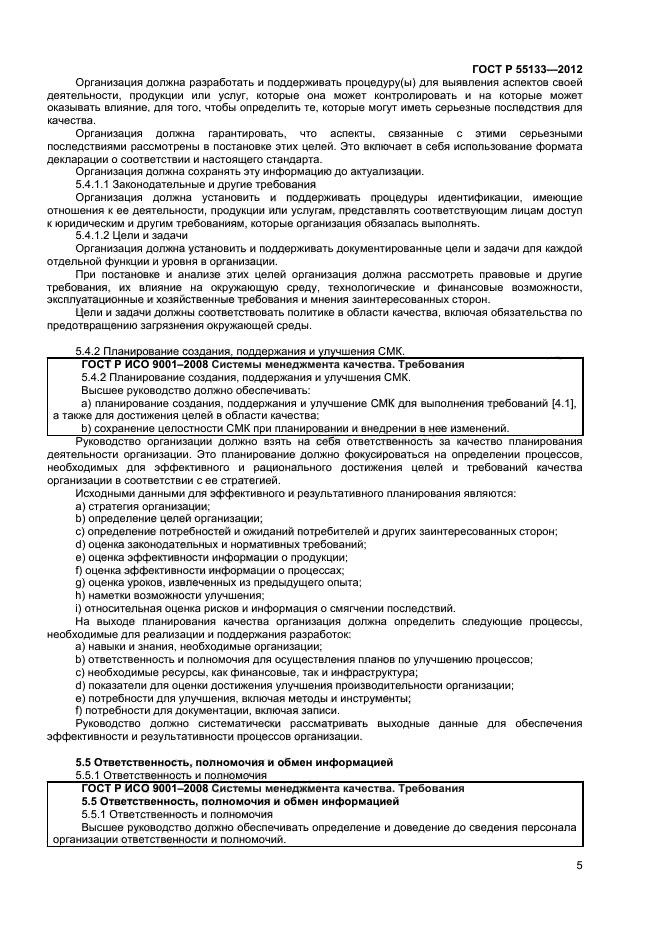 ГОСТ Р 55133—2012
Организация должна разработать и поддерживать процедуру(ы) для выявления аспектов своей
деятельности, продукции или услуг, которые она может контролировать и на которые может
оказывать влияние, для того, чтобы определить те, которые могут иметь серьезные последствия для
качества.
Организация должна гарантировать, что аспекты, связанные с этими серьезными
последствиями рассмотрены в постановке этих целей. Это включает в себя использование формата
декларации о соответствии и настоящего стандарта.
Организация должна сохранять эту информацию до актуализации.
5.4.1.1 Законодательные и другие требования
Организация должна установить и поддерживать процедуры идентификации, имеющие
отношения к ее деятельности, продукции или услугам, представлять соответствующим лицам доступ
к юридическим и другим требованиям, которые организация обязалась выполнять.
5.4.1.2 Цели и задачи
Организация должна установить и поддерживать документированные цели и задачи для каждой
отдельной функции и уровня в организации.
При постановке и анализе этих целей организация должна рассмотреть правовые и другие
требования, их влияние на окружающую среду, технологические и финансовые возможности,
эксплуатационные и хозяйственные требования и мнения заинтересованных сторон.
Цели и задачи должны соответствовать политике в области качества, включая обязательства по
предотвращению загрязнения окружающей среды.
5.4.2 Планирование создания, поддержания и улучшения СМК.
ГОСТ Р ИСО 9001–2008 Системы менеджмента качества. Требования
5.4.2 Планирование создания, поддержания и улучшения СМК.
Высшее руководство должно обеспечивать:
a) планирование создания, поддержания и улучшение СМК для выполнения требований [4.1],
а также для достижения целей в области качества;
b) сохранение целостности СМК при планировании и внедрении в нее изменений.
Руководство организации должно взять на себя ответственность за качество планирования
деятельности организации. Это планирование должно фокусироваться на определении процессов,
необходимых для эффективного и рационального достижения целей и требований качества
организации в соответствии с ее стратегией.
Исходными данными для эффективного и результативного планирования являются:
a) стратегия организации;
b) определение целей организации;
c) определение потребностей и ожиданий потребителей и других заинтересованных сторон;
d) оценка законодательных и нормативных требований;
e) оценка эффективности информации о продукции;
f) оценка эффективности информации о процессах;
g) оценка уроков, извлеченных из предыдущего опыта;
h) наметки возможности улучшения;
i) относительная оценка рисков и информация о смягчении последствий.
На выходе планирования качества организация должна определить следующие процессы,
необходимые для реализации и поддержания разработок:
a) навыки и знания, необходимые организации;
b) ответственность и полномочия для осуществления планов по улучшению процессов;
c) необходимые ресурсы, как финансовые, так и инфраструктура;
d) показатели для оценки достижения улучшения производительности организации;
e) потребности для улучшения, включая методы и инструменты;
f) потребности для документации, включая записи.
Руководство должно систематически рассматривать выходные данные для обеспечения
эффективности и результативности процессов организации.
5.5 Ответственность, полномочия и обмен информацией
5.5.1 Ответственность и полномочия
ГОСТ Р ИСО 9001–2008 Системы менеджмента качества. Требования
5.5 Ответственность, полномочия и обмен информацией
5.5.1 Ответственность и полномочия
Высшее руководство должно обеспечивать определение и доведение до сведения персонала
организации ответственности и полномочий.
5